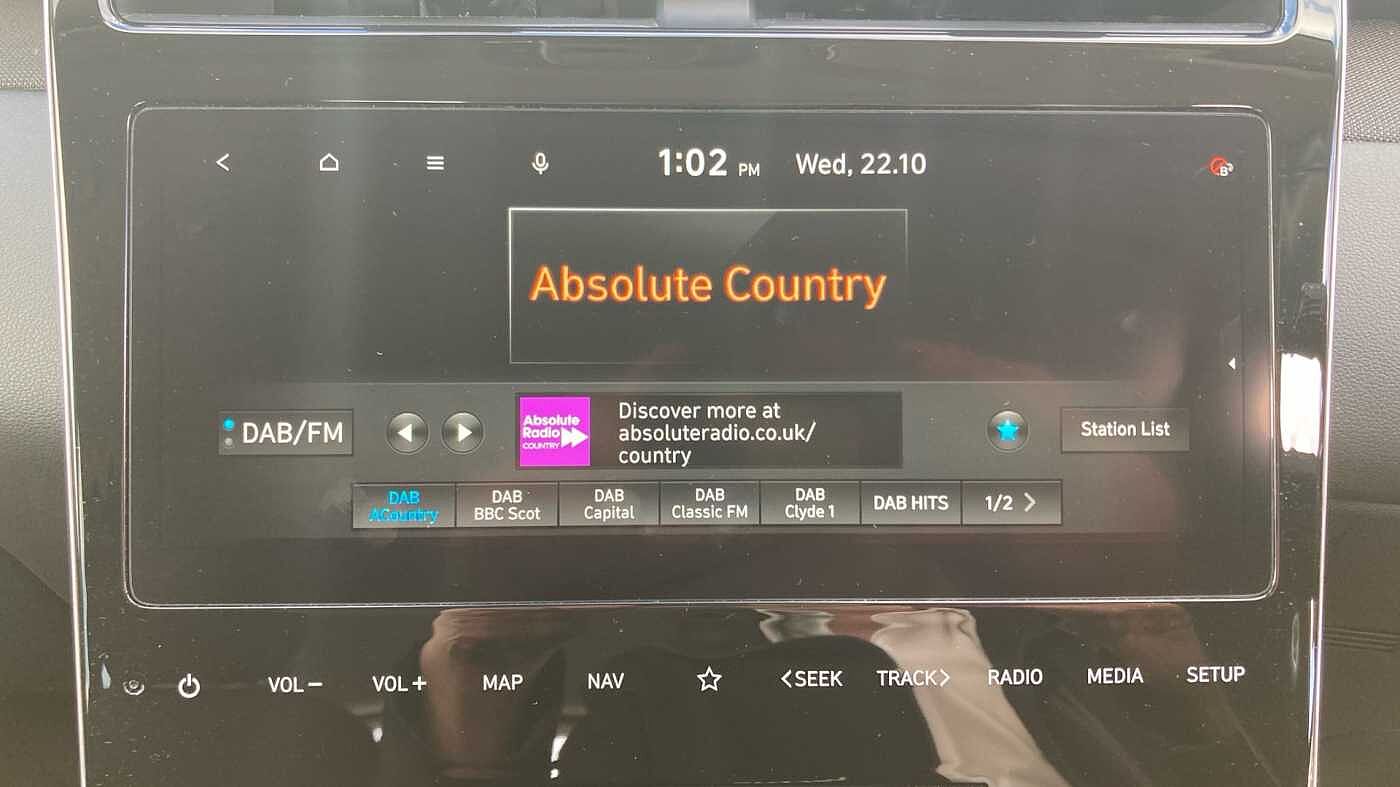 1:02 PM Wed, 22.10
Absolute Country
DAB/FM
Absolute
Radio
COUNTRY
Discover more at
absoluteradio.co.uk/
country
Station List
DAB
ACountry
DAB
BBC Scot
DAB
Capital
DAB
Classic FM
DAB
Clyde 1
DAB HITS
1/2 >
VOL−
VOL+
MAP
NAV
<SEEK
TRACK>
RADIO
MEDIA
SETUP